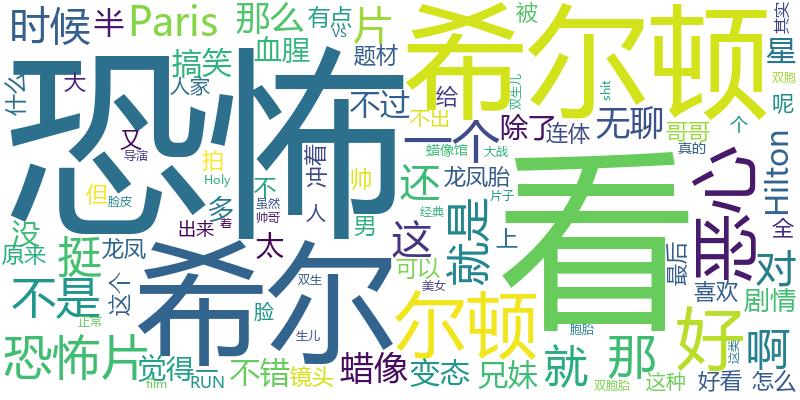 时候
半
Paris
那么
有点
VS
片
希尔顿
被
其实
星
双胞
什么
大
血腥
搞笑
人家
恐怖
题材
不过
给
双生儿
shit
呢
又
导演
拍
冲着
帅
不出
一个
除了
连体
无聊
哥哥
个
真的
蜡像馆
大战
看
心
恶
Hilton
但
脸皮
Holy
不
多
虽然
帅哥
人
男
还
龙凤胎
经典
片子
全
没
原来
挺
龙凤
出来
着
太
这
就是
上
最后
对
不是
这个
希尔
双生
脸
可以
美女
喜欢
剧情
正常
生儿
尔顿
胞胎
好
这类
啊
恐怖片
觉得
film
一
RUN
不错
镜头
蜡像
变态
兄妹
就
那
双胞胎
这种
好看
怎么